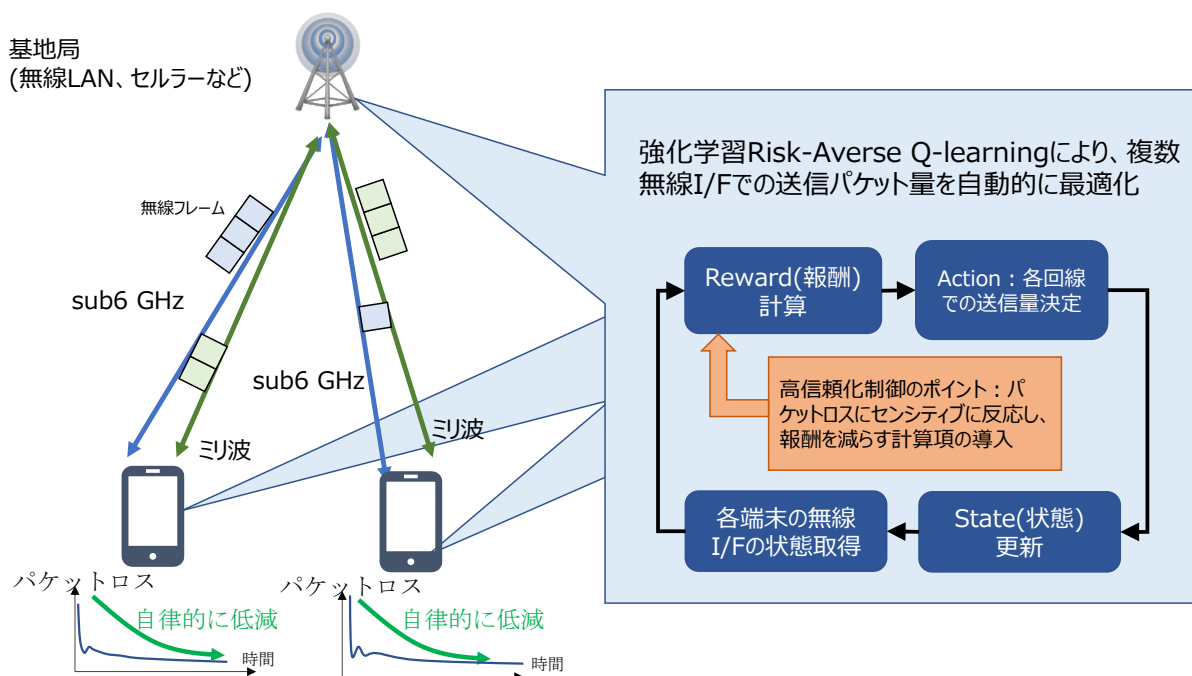 基地局
(無線LAN、セルラーなど)
無線フレーム
sub6 GHz
sub6 GHz
ミリ波
ミリ波
パケットロス
自律的に低減
時間
パケットロス
自律的に低減
時間
強化学習Risk-Averse Q-learningにより、複数
無線I/Fでの送信パケット量を自動的に最適化
Reward(報酬)
計算
Action：各回線
での送信量決定
高信頼化制御のポイント：パ
ケットロスにセンシティブに反応し、
報酬を減らす計算項の導入
各端末の無線
I/Fの状態取得
State(状態)
更新